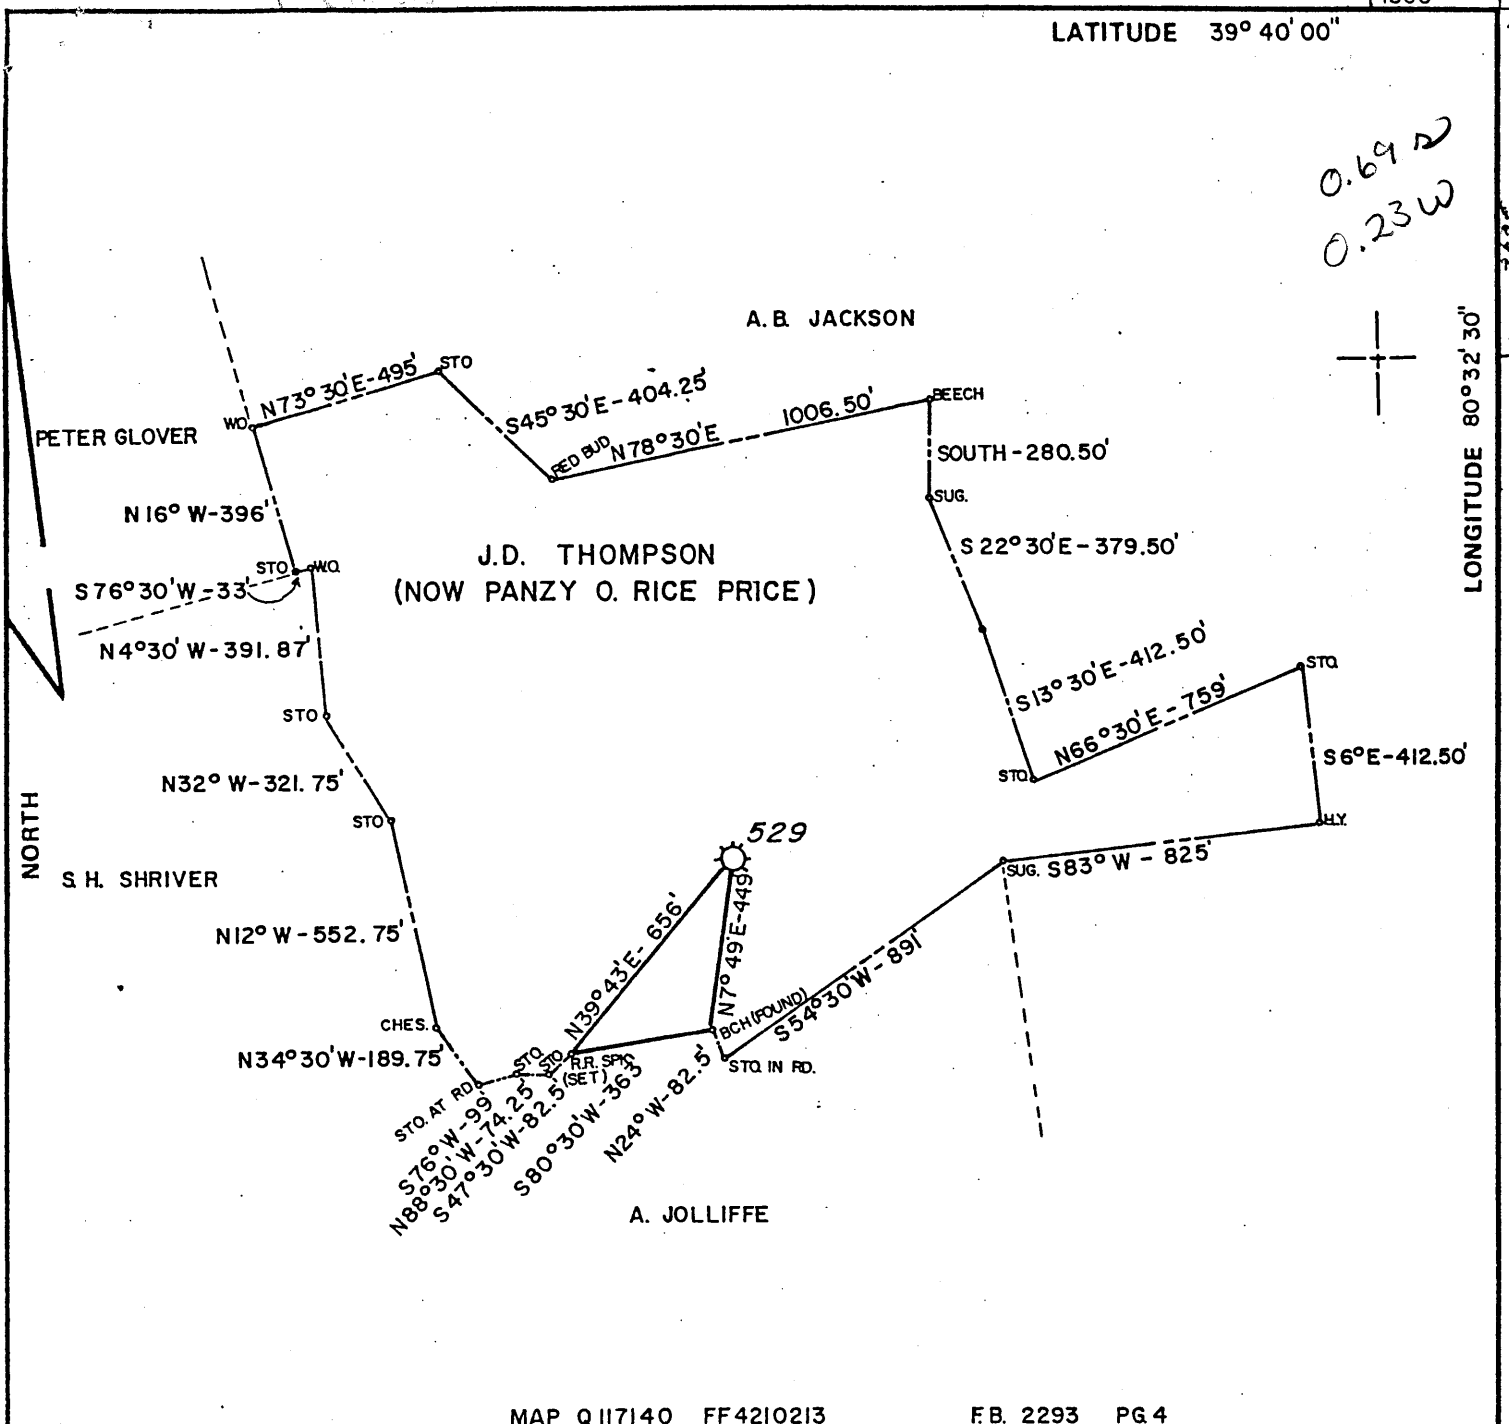 LATITUDE 39° 40' 00"
0.69 S
0.23 W
LONGITUDE 80° 32' 30"
A. B. JACKSON
STO
N73° 30' E-495'
S45° 30' E-404.25'
1006.50'
BEECH
W.O.
PETER GLOVER
RED BUD
N78° 30' E
SOUTH-280.50'
SUG.
N16° W-396'
J.D. THOMPSON
(NOW PANZY O. RICE PRICE)
S 22° 30' E-379.50'
STO
W.O.
S76° 30' W-33'
N4° 30' W-391.87'
S13° 30' E-412.50'
STO.
N66° 30' E-759'
STO
S6° E-412.50'
N32° W-321.75'
STO.
STO
529
H.Y.
NORTH
S. H. SHRIVER
SUG.
S83° W-825'
N12° W-552.75'
N39° 43' E-656'
N7° 49' E-449'
S54° 30' W-891'
CHES.
BCH (FOUND)
N34° 30' W-189.75'
STO.
STO.
R.R. SPK.
(SET)
STO. IN RD.
STO. AT RD.
S76° W-99'
N88° 30' W-74.25'
S47° 30' W-82.5'
S80° 30' W-363'
N24° W-82.5'
A. JOLLIFFE
MAP Q117140 FF4210213 F.B. 2293 PG 4